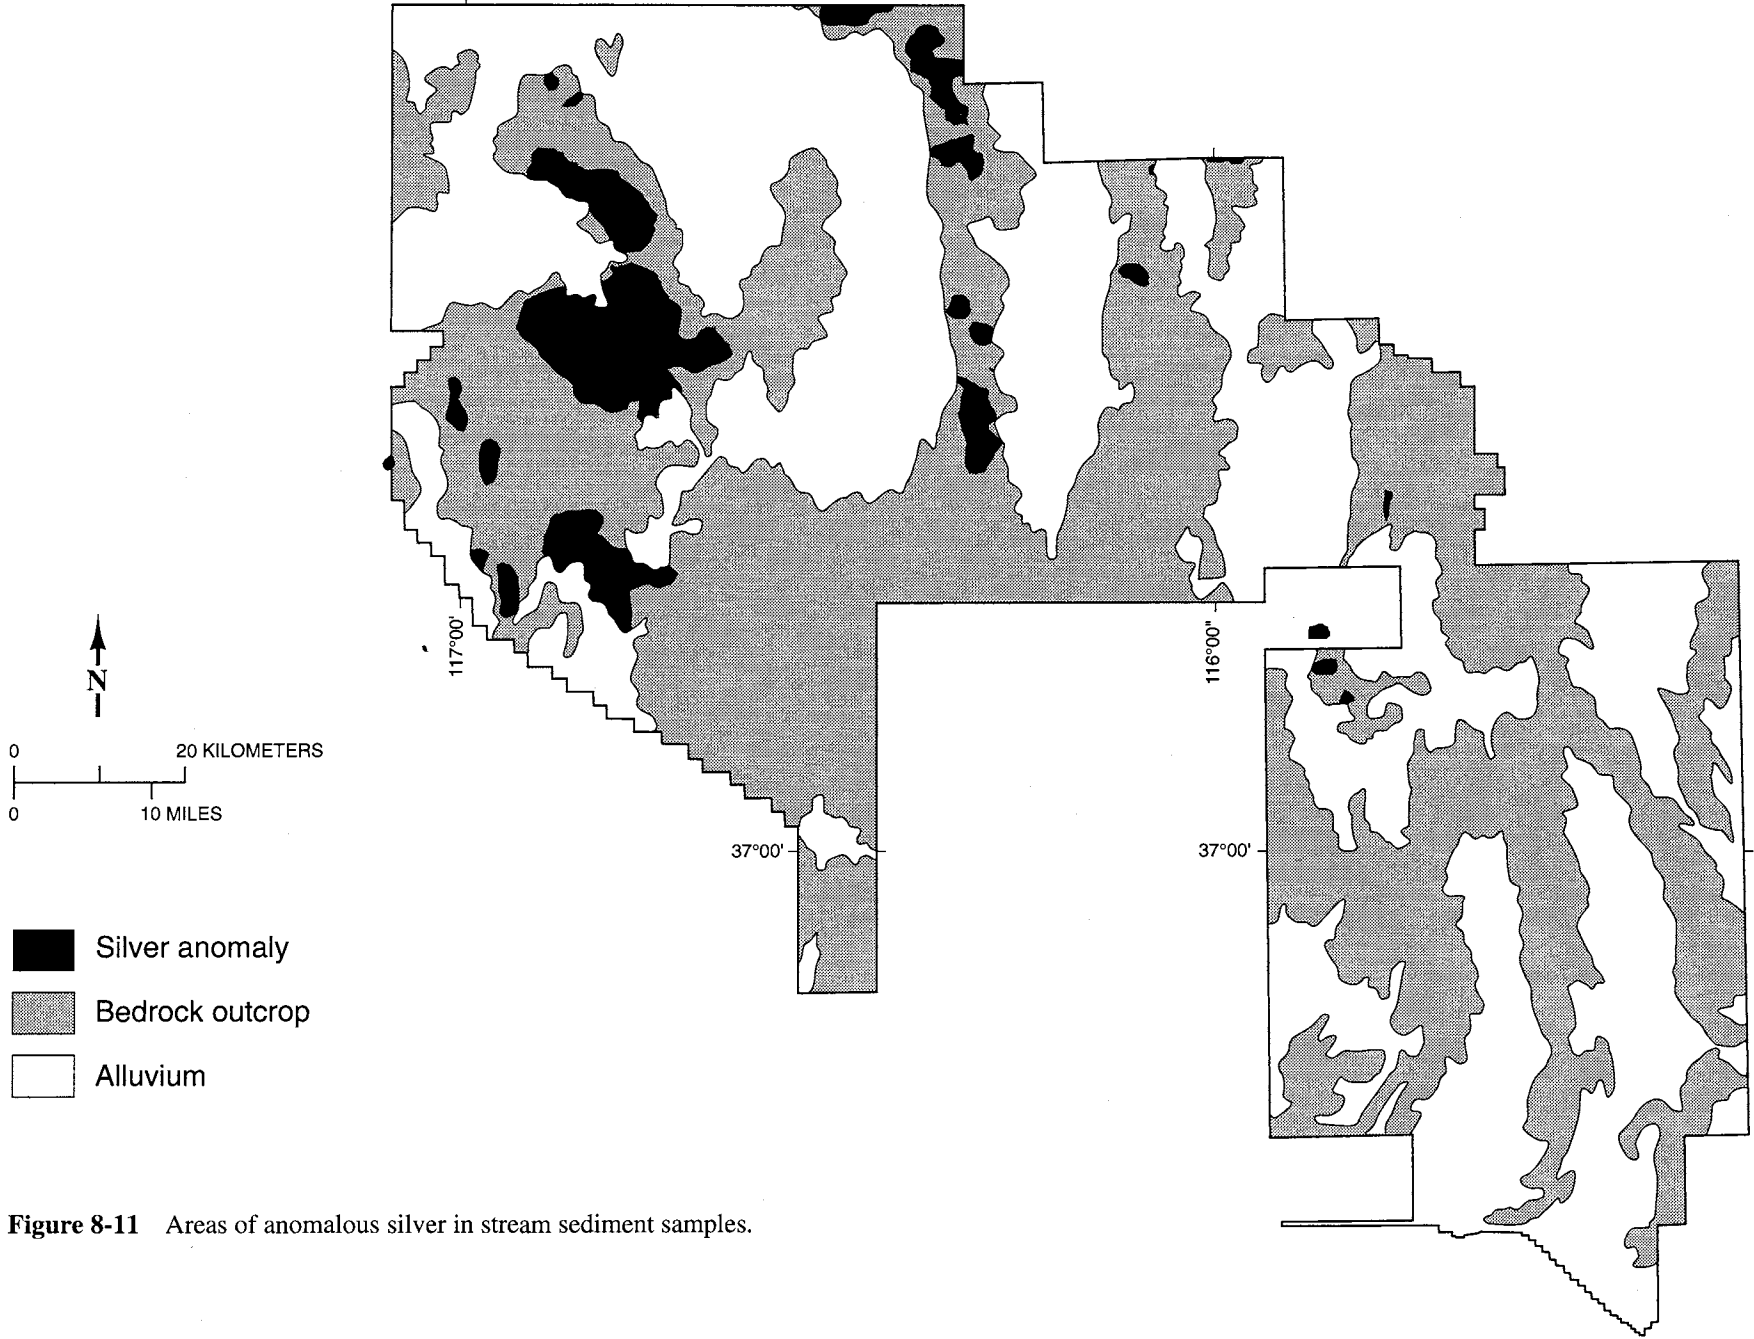 117°00'
116°00"
N
0 20 KILOMETERS
0 10 MILES
37°00'
37°00'
Silver anomaly
Bedrock outcrop
Alluvium
Figure 8-11 Areas of anomalous silver in stream sediment samples.